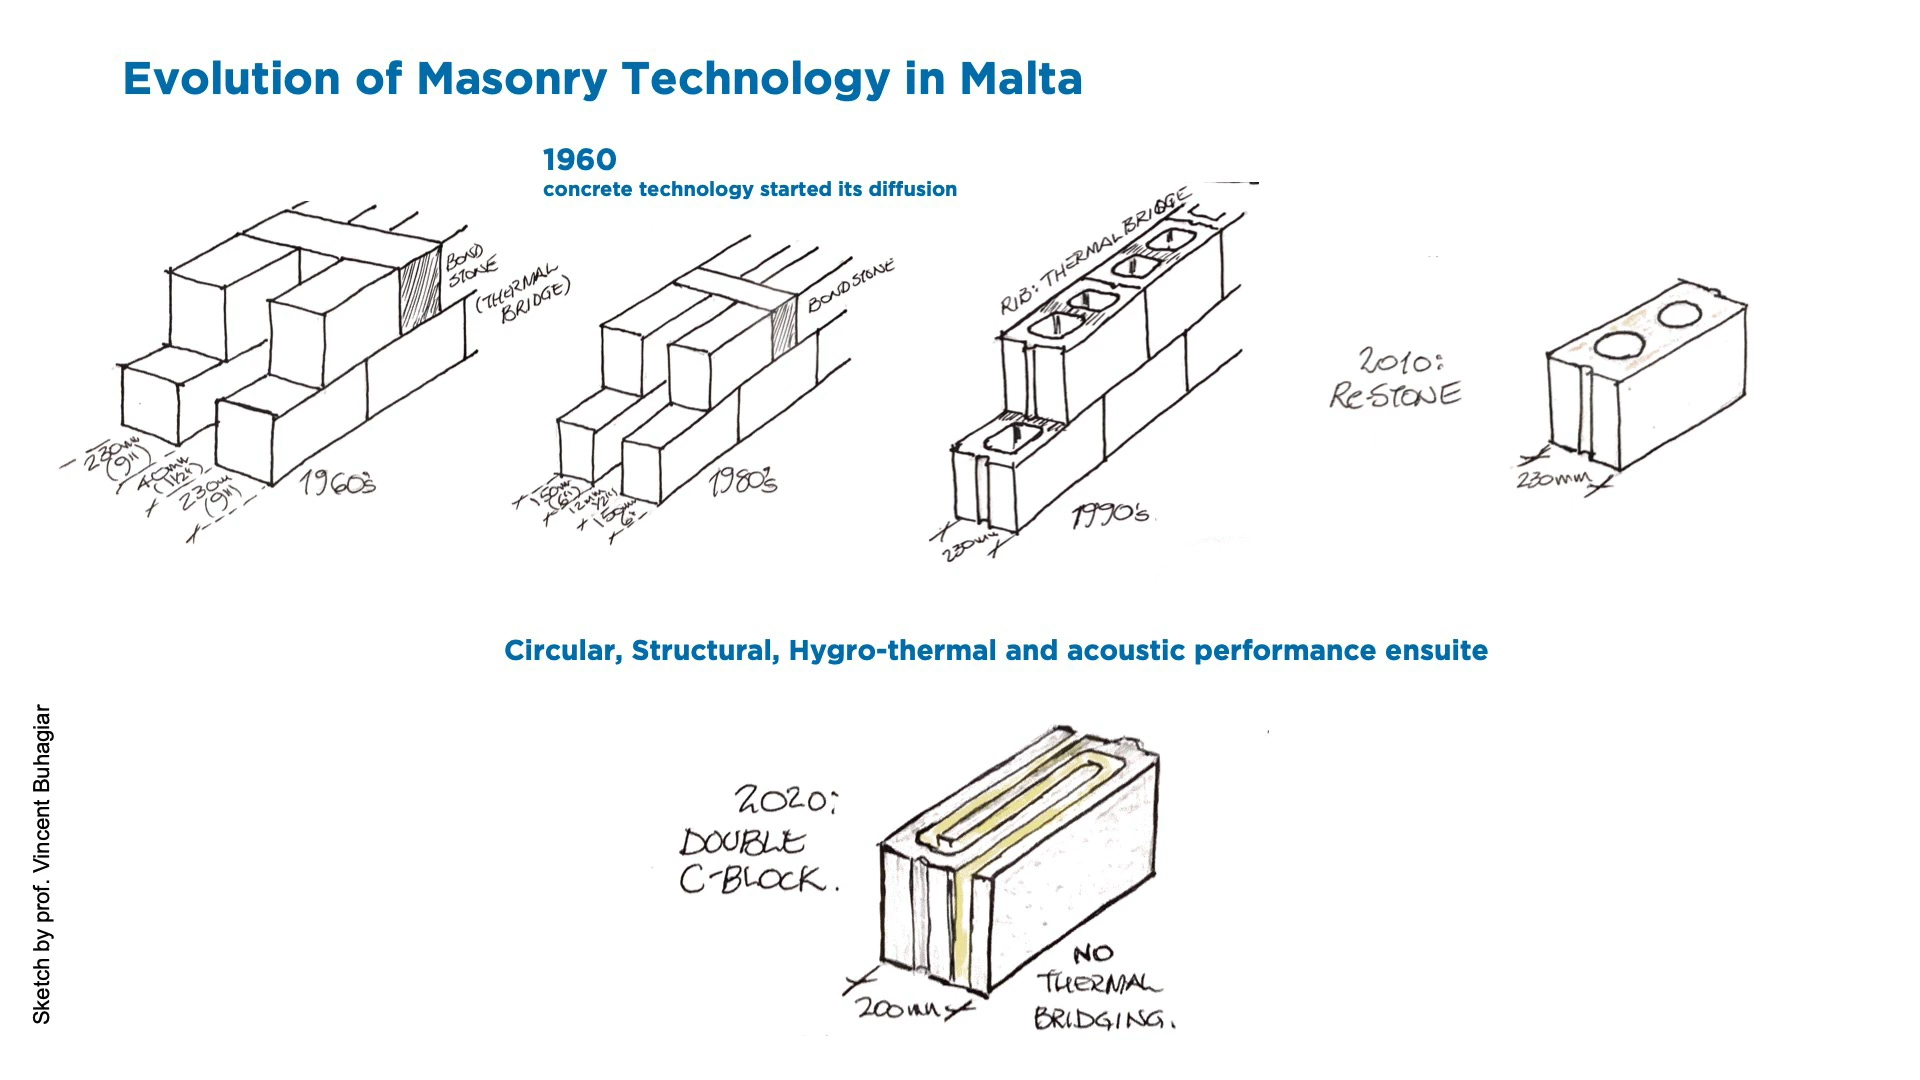 Evolution of Masonry Technology in Malta
1960
concrete technology started its diffusion
BOND
STONE
(THERMAL
BRIDGE)
230mm
(9")
40mm
(1½")
230mm
(9")
1960's
BONDSTONE
150mm
(6")
12mm
½"
150mm
6"
1980's
RIB: THERMAL BRIDGE
230mm
1990's
2010:
Re-STONE
230mm
Circular, Structural, Hygro-thermal and acoustic performance ensuite
2020:
DOUBLE
C-BLOCK.
200mm
NO
THERMAL
BRIDGING.
Sketch by prof. Vincent Buhagiar